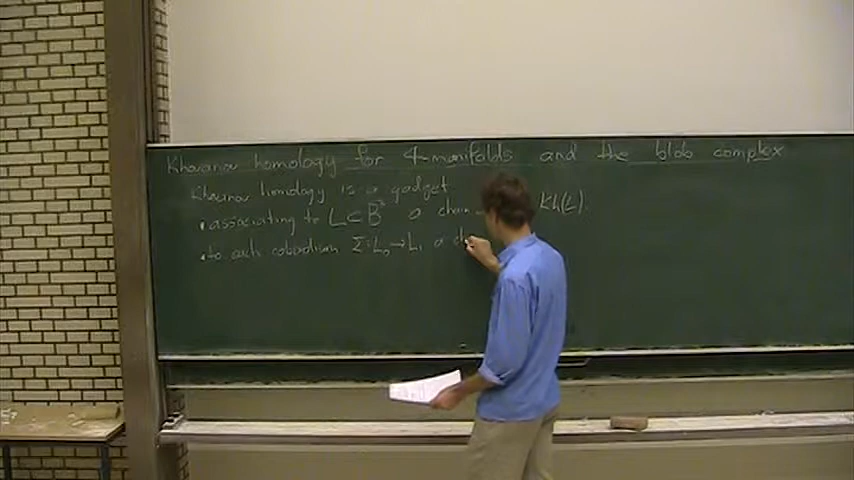 Khovanov homology for 4-manifolds and the blob complex
Khovanov homology is a gadget
• associating to L ⊂ B³ a chain Kh(L).
• to each cobordism Σ: L₀ → L₁ a ch